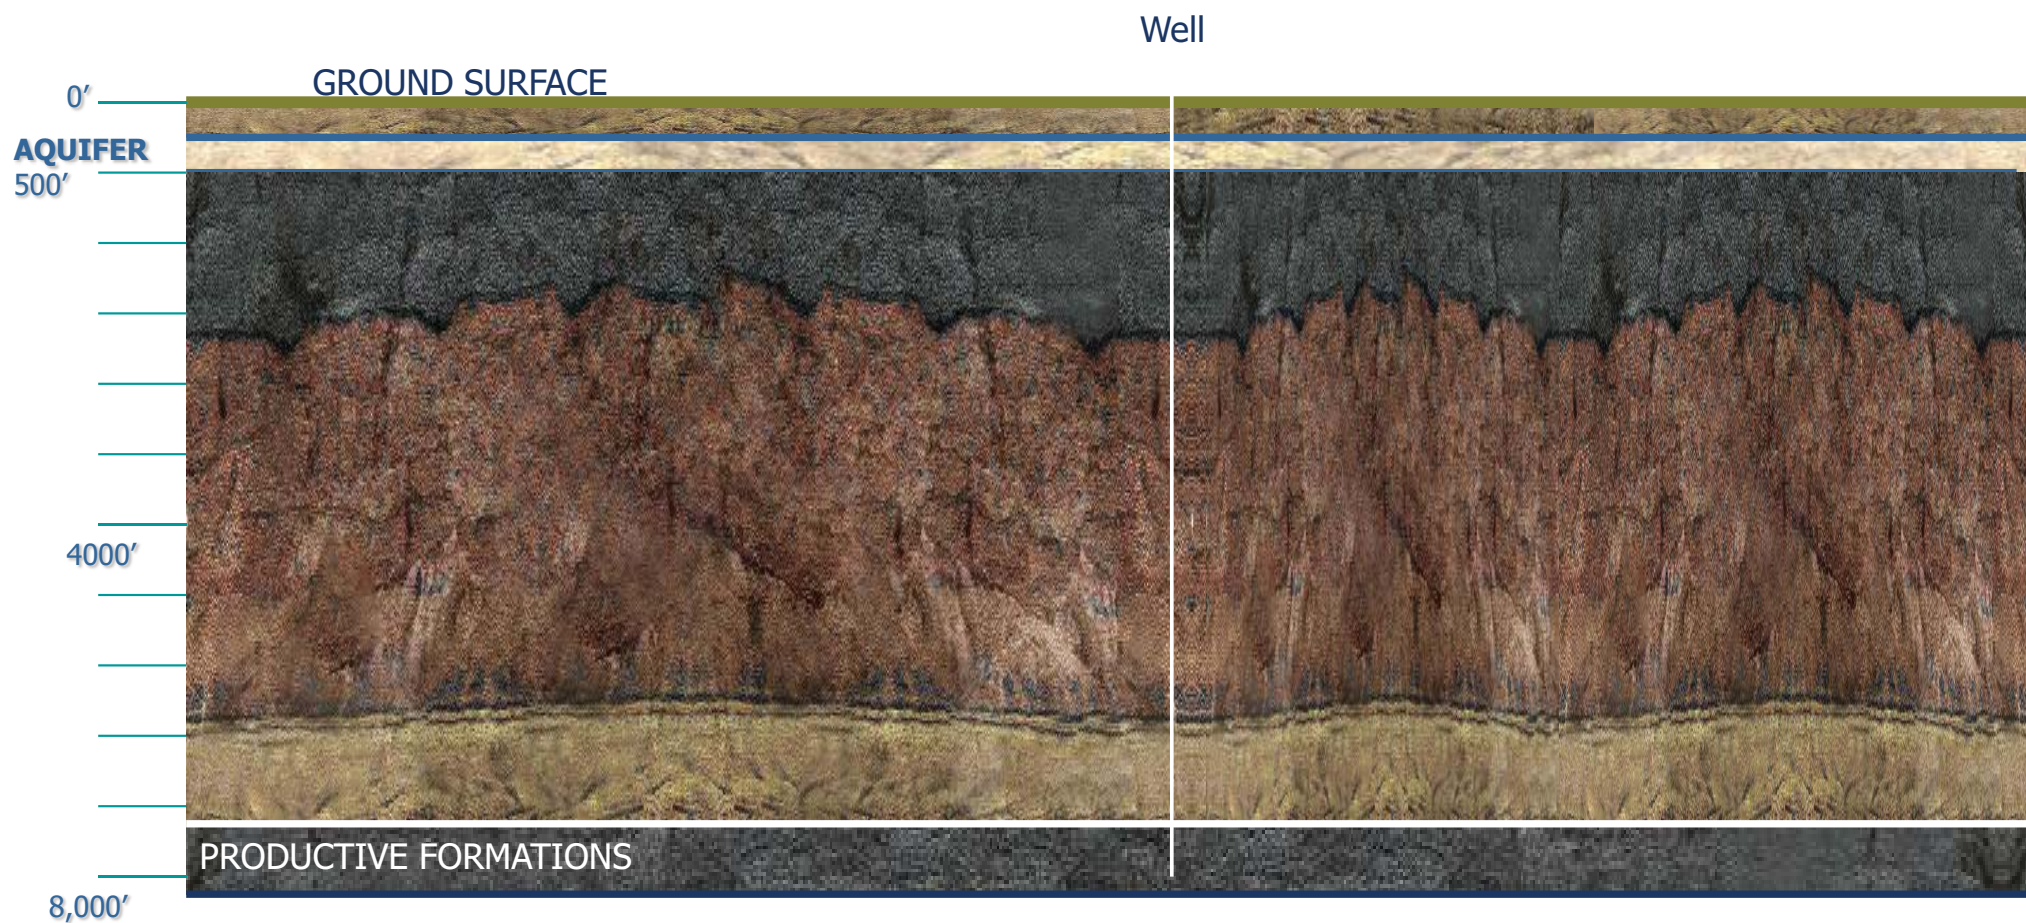 Well
GROUND SURFACE
0’
AQUIFER
500’
4000’
PRODUCTIVE FORMATIONS
8,000’